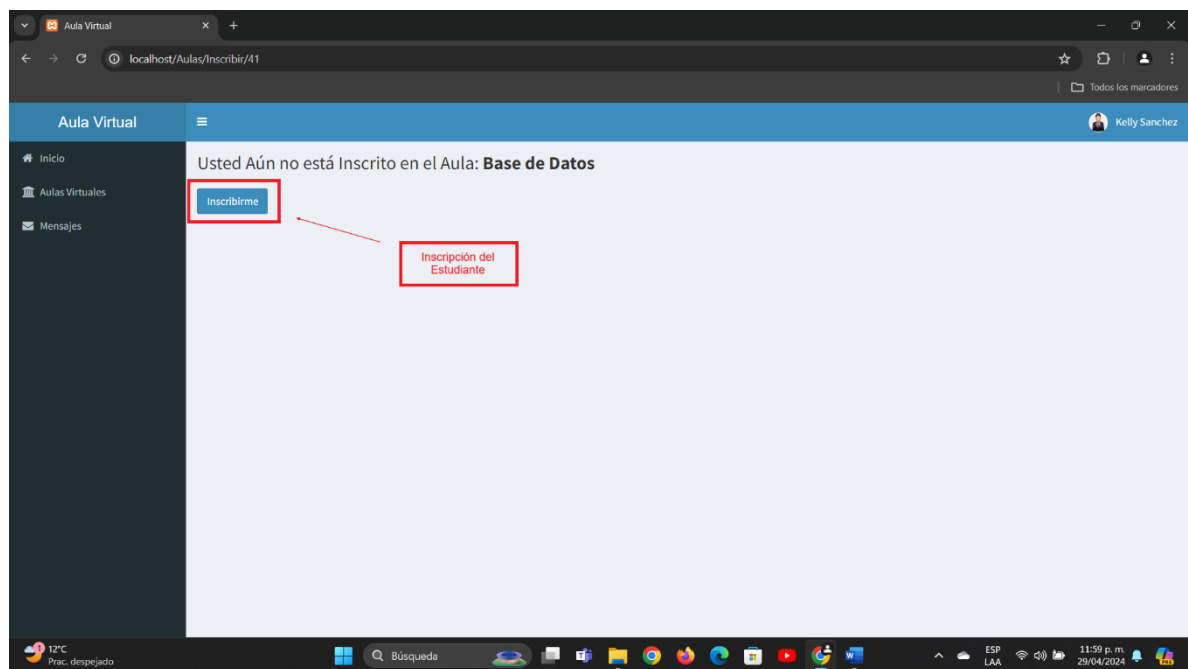 Aula Virtual
localhost/Aulas/Inscribir/41
Todos los marcadores
Aula Virtual
Kelly Sanchez
Inicio
Usted Aún no está Inscrito en el Aula: Base de Datos
Aulas Virtuales
Inscribirme
Mensajes
Inscripción del
Estudiante
1
12°C
Prac. despejado
Búsqueda
ESP
LAA
11:59 p. m.
29/04/2024